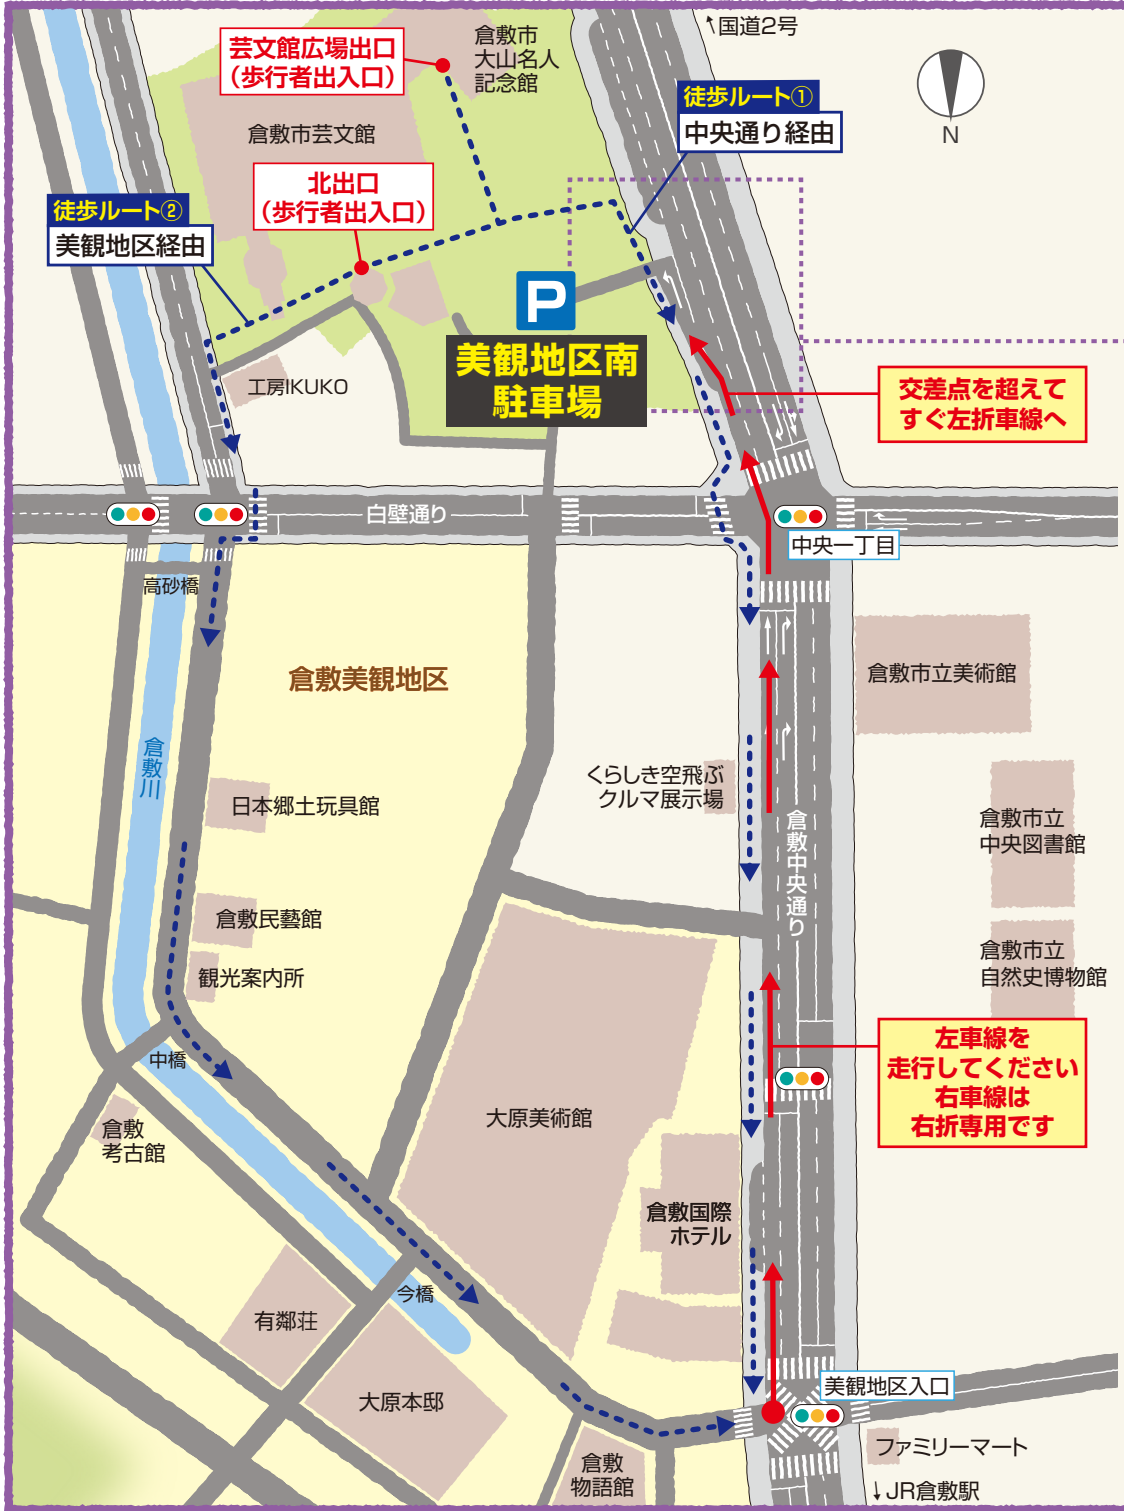 国道2号
N
芸文館広場出口
(歩行者出入口)
倉敷市
大山名人
記念館
倉敷市芸文館
徒歩ルート①
中央通り経由
北出口
(歩行者出入口)
徒歩ルート②
美観地区経由
P
美観地区南
駐車場
工房IKUKO
交差点を超えて
すぐ左折車線へ
白壁通り
中央一丁目
高砂橋
倉敷美観地区
倉敷市立美術館
倉敷川
日本郷土玩具館
くらしき空飛ぶ
クルマ展示場
倉敷中央通り
倉敷市立
中央図書館
倉敷民藝館
観光案内所
倉敷市立
自然史博物館
中橋
左車線を
走行してください
右車線は
右折専用です
倉敷
考古館
大原美術館
倉敷国際
ホテル
今橋
有鄰荘
大原本邸
美観地区入口
倉敷
物語館
ファミリーマート
JR倉敷駅